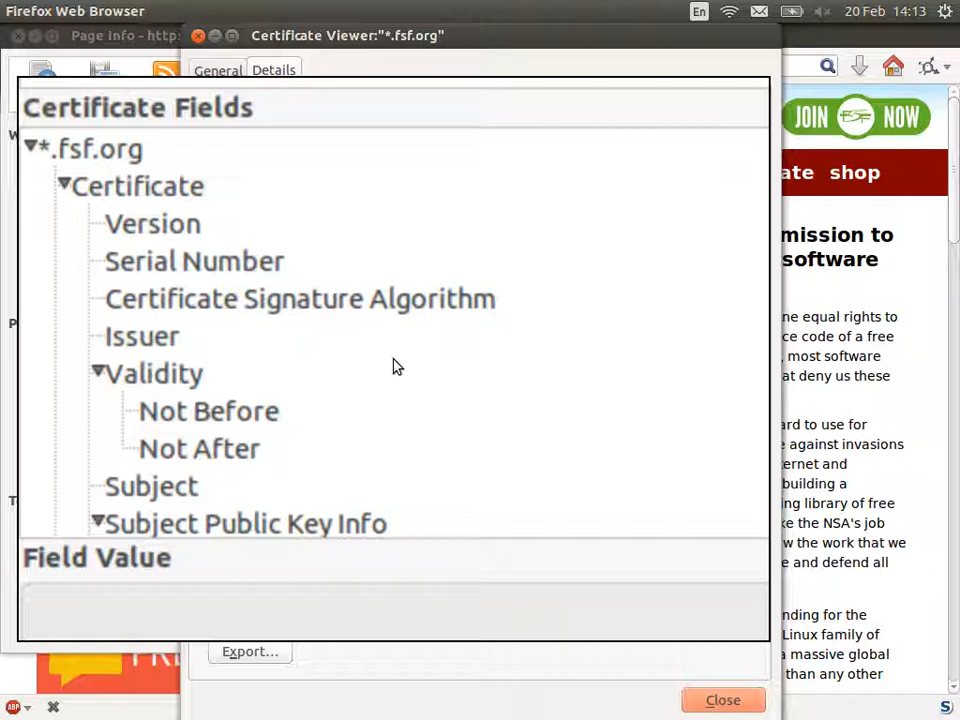 Firefox Web Browser
En
20 Feb 14:13
Page Info - http:
Certificate Viewer:"*.fsf.org"
General
Details
Certificate Fields
*.fsf.org
Certificate
Version
Serial Number
Certificate Signature Algorithm
Issuer
Validity
Not Before
Not After
Subject
Subject Public Key Info
Field Value
Export...
Close
JOIN
FSF
NOW
ate shop
mission to
software
ne equal rights to
ce code of a free
, most software
at deny us these
ard to use for
e against invasions
ternet and
building a
ng library of free
ke the NSA's job
w the work that we
e and defend all
nding for the
Linux family of
a massive global
than any other
ABP
S